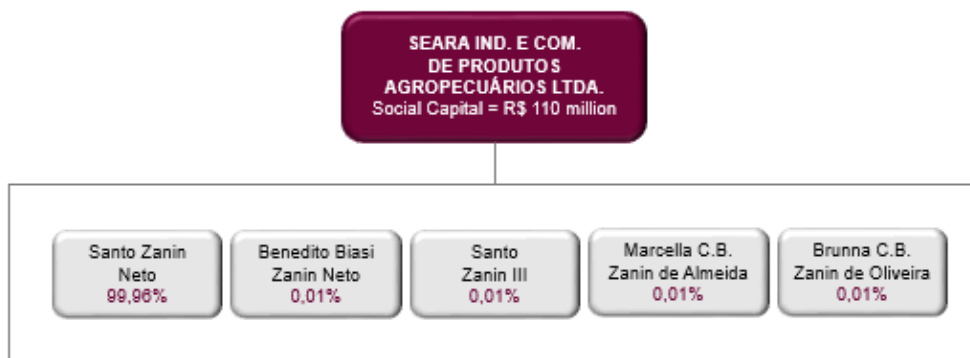 SEARA IND. E COM.
DE PRODUTOS
AGROPECUÁRIOS LTDA.
Social Capital = R$ 110 million
Santo Zanin
Neto
99,96%
Benedito Biasi
Zanin Neto
0,01%
Santo
Zanin III
0,01%
Marcella C.B.
Zanin de Almeida
0,01%
Brunna C.B.
Zanin de Oliveira
0,01%